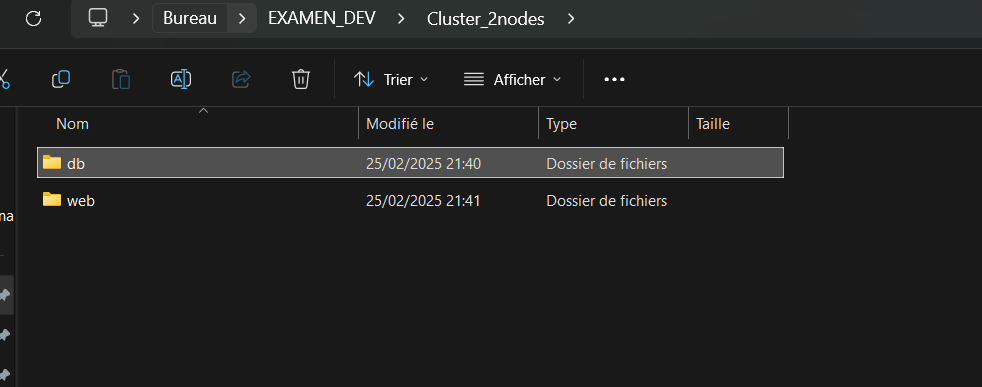 Bureau EXAMEN_DEV Cluster_2nodes
Trier Afficher
Nom Modifié le Type Taille
db 25/02/2025 21:40 Dossier de fichiers
web 25/02/2025 21:41 Dossier de fichiers
ma